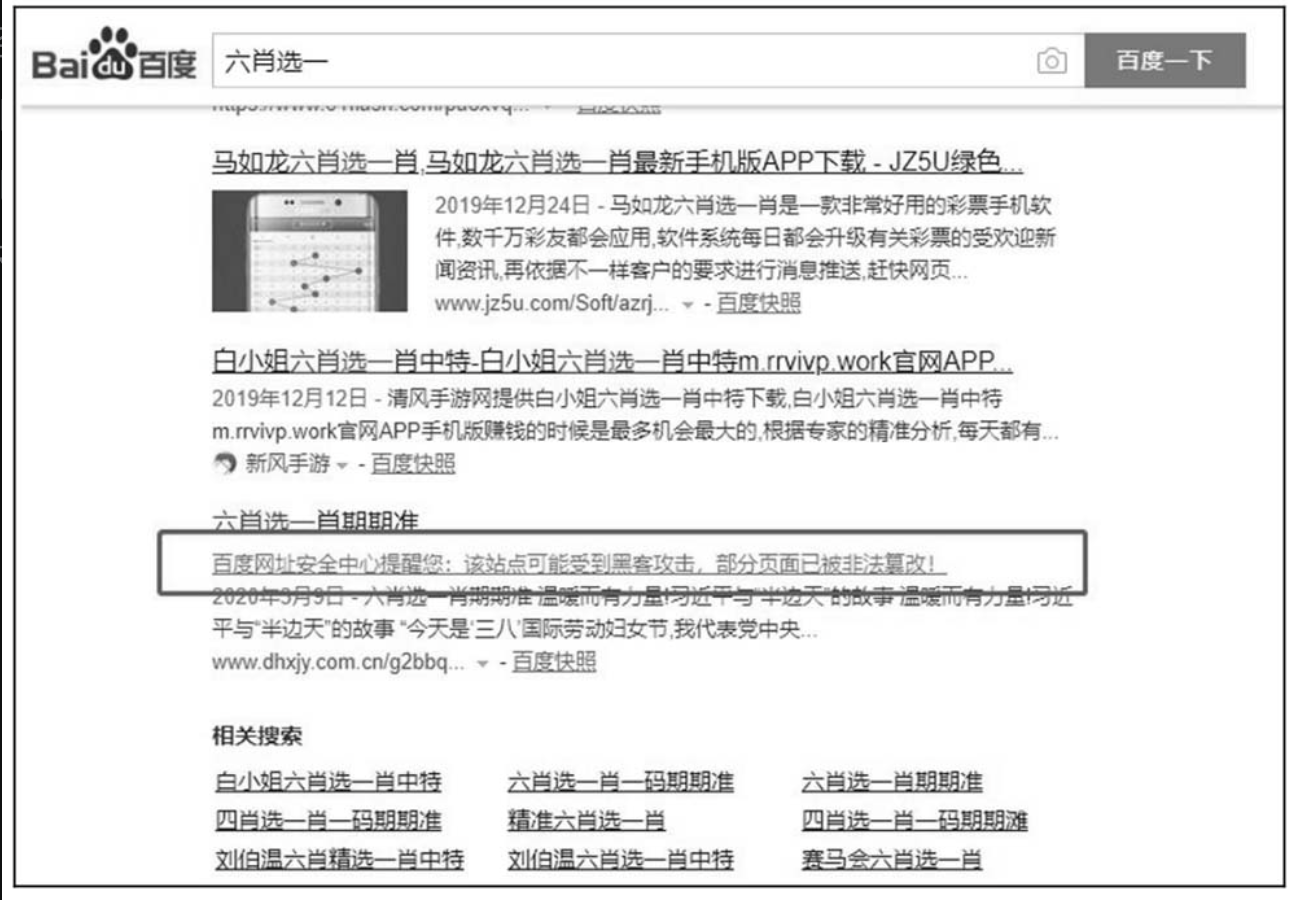 Bai du 百度
六肖选一
百度一下
百度快照
马如龙六肖选一肖,马如龙六肖选一肖最新手机版APP下载 - JZ5U绿色...
2019年12月24日 - 马如龙六肖选一肖是一款非常好用的彩票手机软
件,数千万彩友都会应用,软件系统每日都会升级有关彩票的受欢迎新
闻资讯,再依据不一样客户的要求进行消息推送,赶快网页...
www.jz5u.com/Soft/azrj... - 百度快照
白小姐六肖选一肖中特-白小姐六肖选一肖中特m.rrvivp.work官网APP...
2019年12月12日 - 清风手游网提供白小姐六肖选一肖中特下载,白小姐六肖选一肖中特
m.rrvivp.work官网APP手机版赚钱的时候是最多机会最大的,根据专家的精准分析,每天都有...
新风手游 - 百度快照
六肖选一肖期期准
百度网址安全中心提醒您：该站点可能受到黑客攻击，部分页面已被非法篡改！
2020年3月9日 - 六肖选一肖期期准 温暖而有力量!习近平与“半边天”的故事 温暖而有力量!习近
平与“半边天”的故事 “今天是‘三八’国际劳动妇女节,我代表党中央...
www.dhxjy.com.cn/g2bbq... - 百度快照
相关搜索
白小姐六肖选一肖中特 六肖选一肖一码期期准 六肖选一肖期期准
四肖选一肖一码期期准 精准六肖选一肖 四肖选一肖一码期期滩
刘伯温六肖精选一肖中特 刘伯温六肖选一肖中特 赛马会六肖选一肖